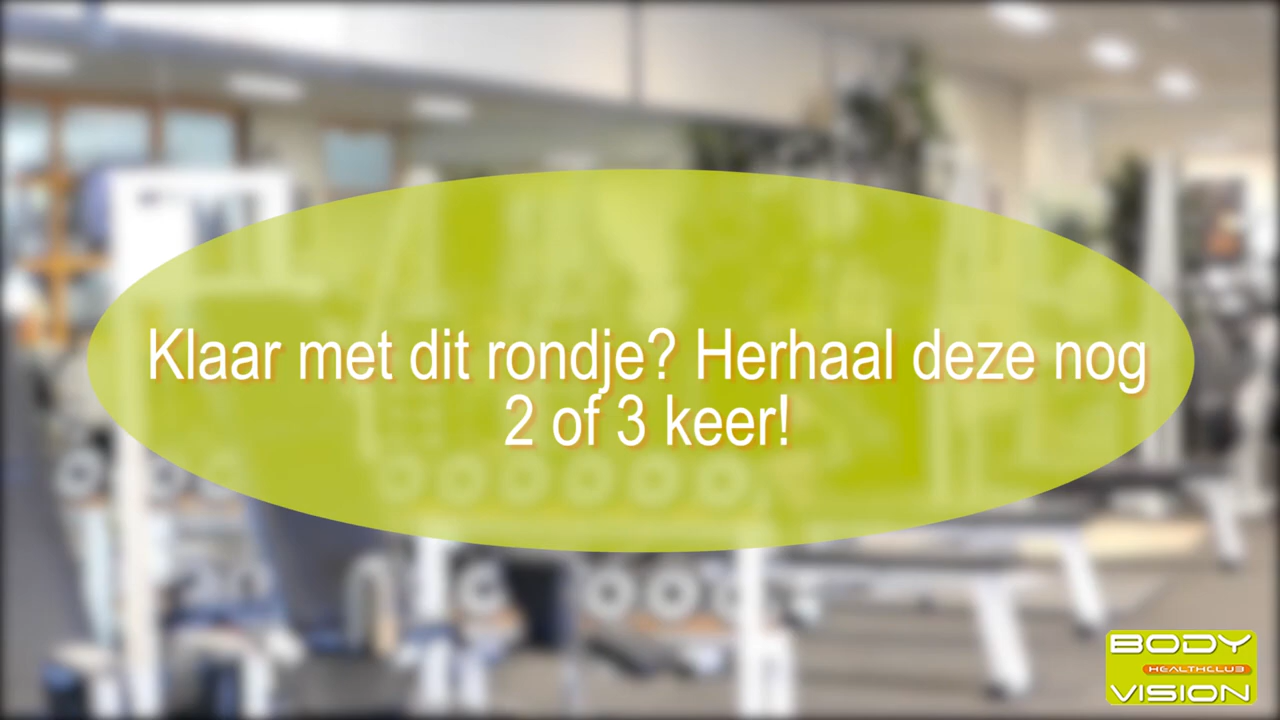 Klaar met dit rondje? Herhaal deze nog
2 of 3 keer!
BODY
HEALTHCLUB
VISION